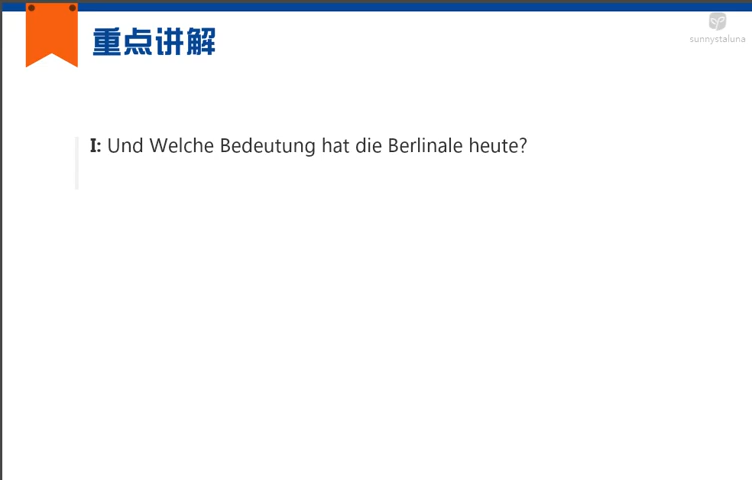 重点讲解
sunnystaluna
I: Und Welche Bedeutung hat die Berlinale heute?